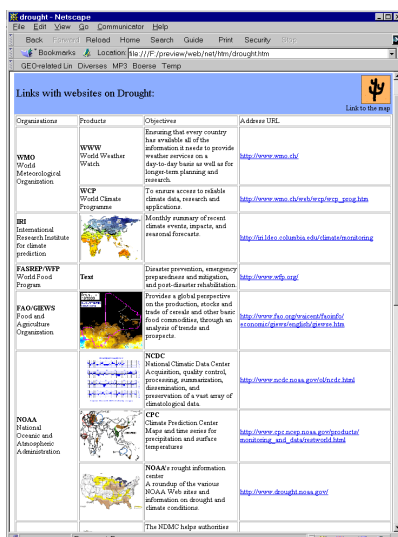 drought - Netscape
File Edit View Go Communicator Help
Back Forward Reload Home Search Guide Print Security Stop
Bookmarks Location: file:///F:/preview/web/net/htm/drought.htm
GEO-related Lin Diverses MP3 Boerse Temp
Links with websites on Drought:
Link to the map
Organisations Products Objectives Address URL
WMO
World
Meteorological
Organization
WWW
World Weather
Watch
Ensuring that every country
has available all of the
information it needs to provide
weather services on a
day-to-day basis as well as for
longer-term planning and
research.
http://www.wmo.ch/
WCP
World Climate
Programme
To ensure access to reliable
climate data, research and
applications.
http://www.wmo.ch/web/wcp/wcp_prog.htm
IRI
International
Research Institute
for climate
prediction
Monthly summary of recent
climate events, impacts, and
seasonal forecasts.
http://iri.ldeo.columbia.edu/climate/monitoring
FASREP/WFP
World Food
Program
Text
Disaster prevention, emergency
preparedness and mitigation,
and post-disaster rehabilitation.
http://www.wfp.org/
FAO/GIEWS
Food and
Agriculture
Organization
Provides a global perspective
on the production, stocks and
trade of cereals and other basic
food commodities, through an
analysis of trends and
prospects.
http://www.fao.org/waicent/faoinfo/
economic/giews/english/giewse.htm
NOAA
National
Oceanic and
Atmospheric
Administration
NCDC
National Climatic Data Center
Acquisition, quality control,
processing, summarization,
dissemination, and
preservation of a vast array of
climatological data.
http://www.ncdc.noaa.gov/ol/ncdc.html
CPC
Climate Prediction Center
Maps and time series for
precipitation and surface
temperatures
http://www.cpc.ncep.noaa.gov/products/
monitoring_and_data/restworld.html
NOAA's rought information
center
A roundup of the various
NOAA Web sites and
information on drought and
climate conditions.
http://www.drought.noaa.gov/
The NDMC helps authorities